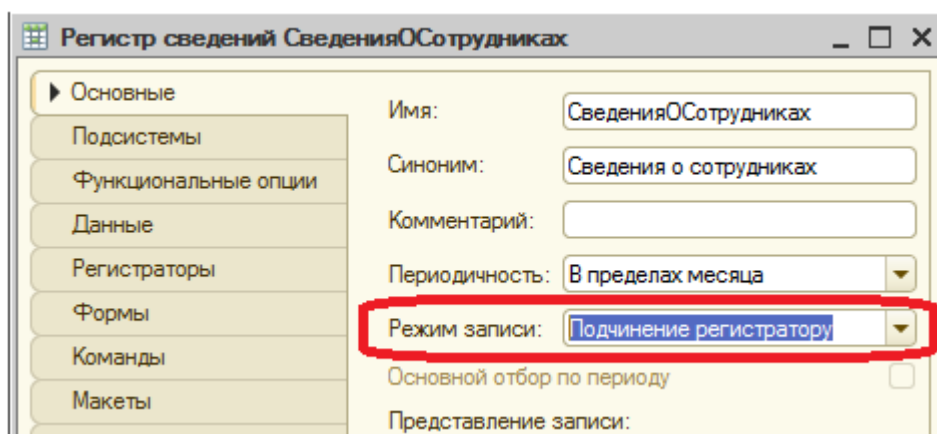 Регистр сведений СведенияОСотрудниках
Основные
Подсистемы
Функциональные опции
Данные
Регистраторы
Формы
Команды
Макеты
Имя: СведенияОСотрудниках
Синоним: Сведения о сотрудниках
Комментарий:
Периодичность: В пределах месяца
Режим записи: Подчинение регистратору
Основной отбор по периоду
Представление записи: